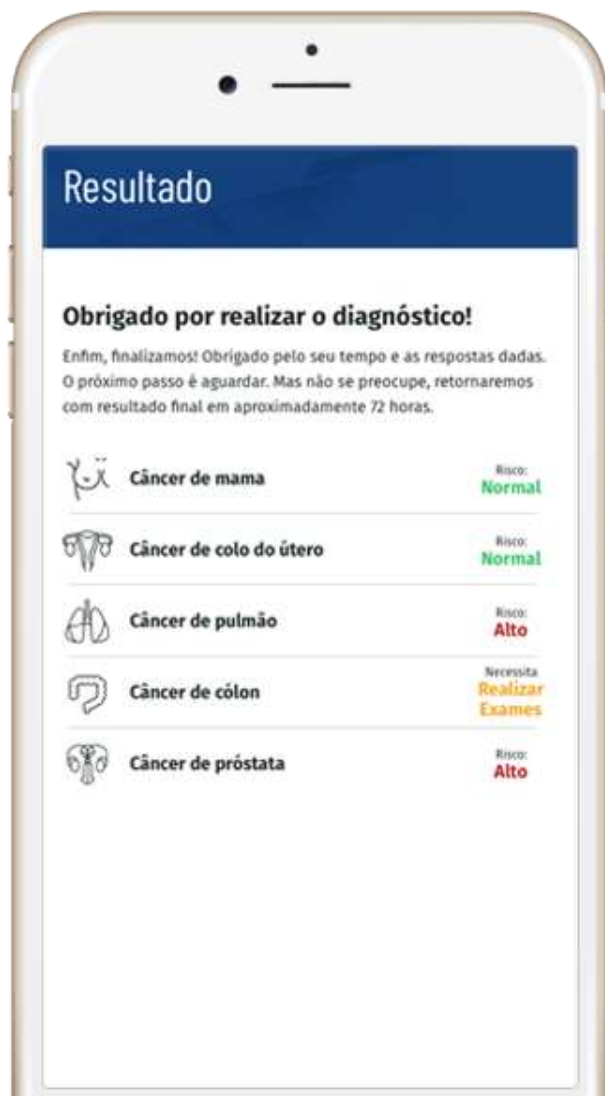 Resultado
Obrigado por realizar o diagnóstico!
Enfim, finalizamos! Obrigado pelo seu tempo e as respostas dadas.
O próximo passo é aguardar. Mas não se preocupe, retornaremos
com resultado final em aproximadamente 72 horas.
Câncer de mama
Risco:
Normal
Câncer de colo do útero
Risco:
Normal
Câncer de pulmão
Risco:
Alto
Câncer de cólon
Necessita
Realizar
Exames
Câncer de próstata
Risco:
Alto